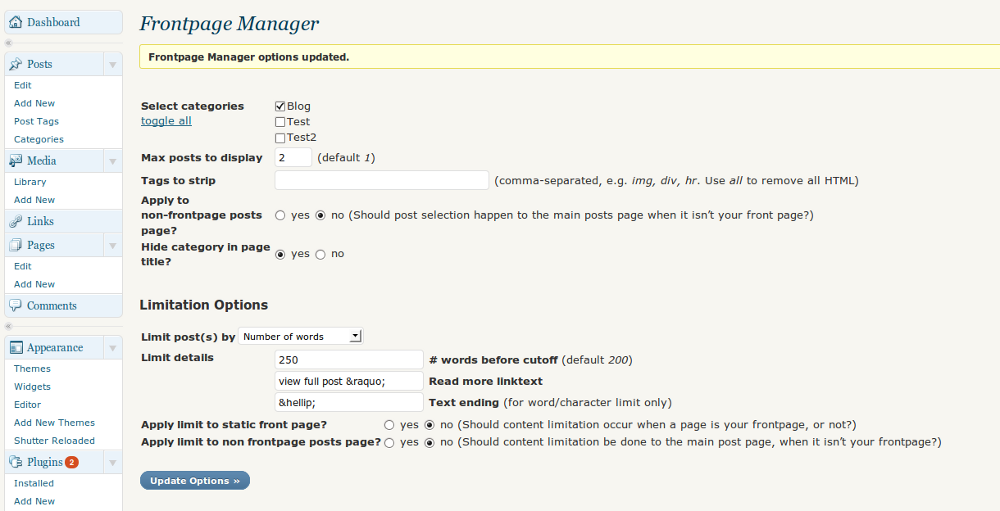 Dashboard
Posts
Edit
Add New
Post Tags
Categories
Media
Library
Add New
Links
Pages
Edit
Add New
Comments
Appearance
Themes
Widgets
Editor
Add New Themes
Shutter Reloaded
Plugins 2
Installed
Add New
Frontpage Manager
Frontpage Manager options updated.
Select categories
toggle all
Blog
Test
Test2
Max posts to display 2 (default 1)
Tags to strip (comma-separated, e.g. img, div, hr. Use all to remove all HTML)
Apply to
non-frontpage posts
page?
yes no (Should post selection happen to the main posts page when it isn't your front page?)
Hide category in page
title?
yes no
Limitation Options
Limit post(s) by Number of words
Limit details
250 # words before cutoff (default 200)
view full post &raquo; Read more linktext
&hellip; Text ending (for word/character limit only)
Apply limit to static front page? yes no (Should content limitation occur when a page is your frontpage, or not?)
Apply limit to non frontpage posts page? yes no (Should content limitation be done to the main post page, when it isn't your frontpage?)
Update Options »